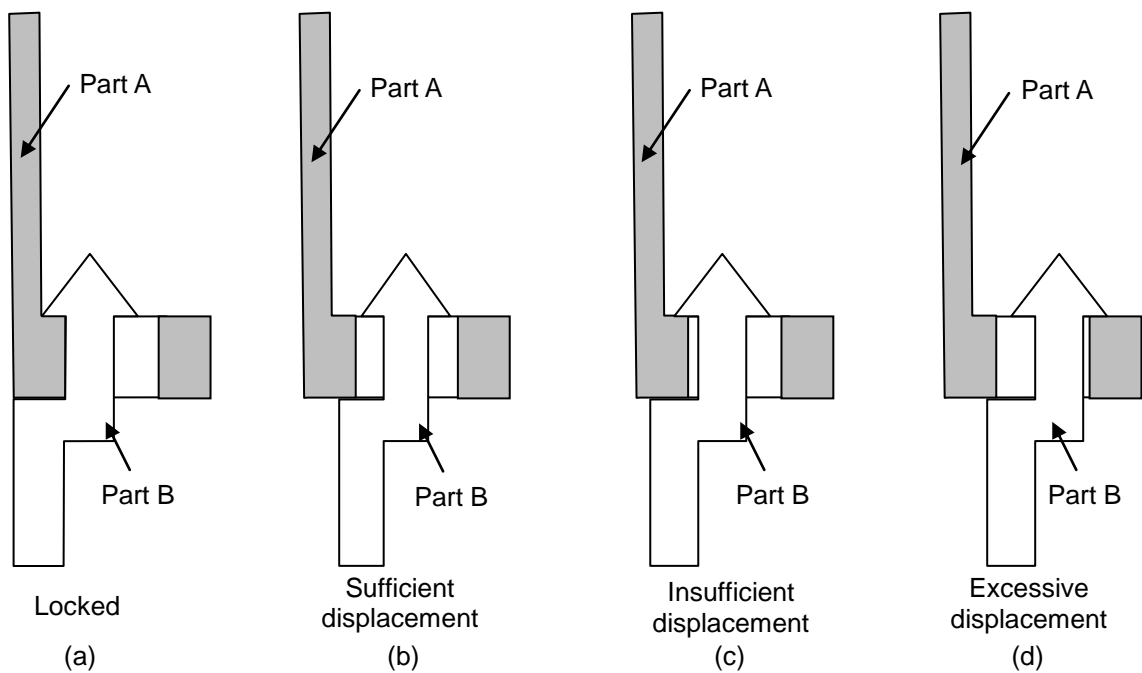 Part A
Part A
Part A
Part A
Part B
Part B
Part B
Part B
Locked
Sufficient
displacement
Insufficient
displacement
Excessive
displacement
(a)
(b)
(c)
(d)